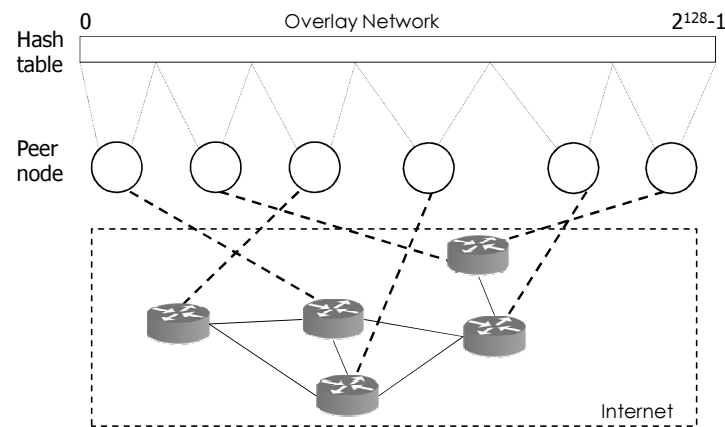 0 Overlay Network 2¹²⁸-1
Hash
table
Peer
node
Internet